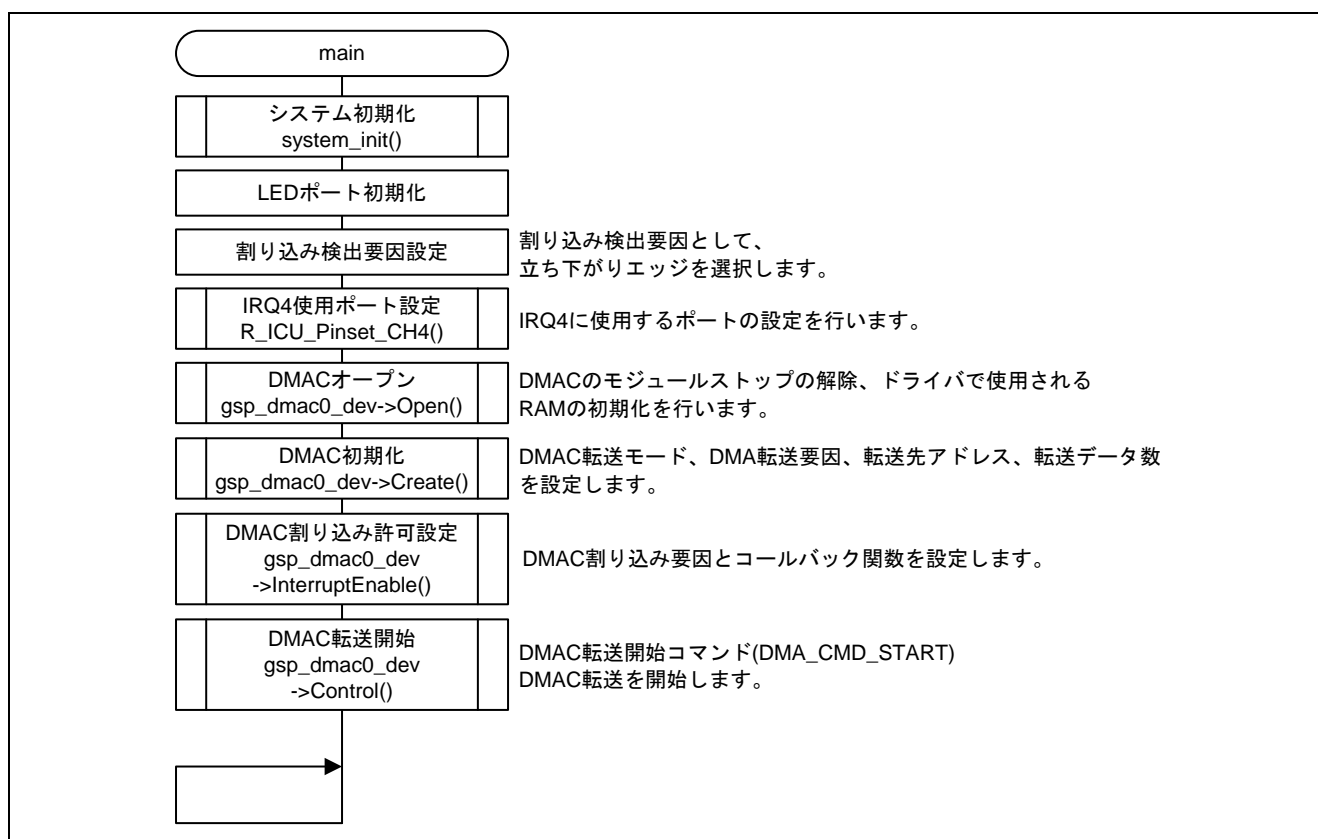 main
システム初期化
system_init()
LEDポート初期化
割り込み検出要因設定
割り込み検出要因として、
立ち下がりエッジを選択します。
IRQ4使用ポート設定
R_ICU_Pinset_CH4()
IRQ4に使用するポートの設定を行います。
DMACオープン
gsp_dmac0_dev->Open()
DMACのモジュールストップの解除、ドライバで使用される
RAMの初期化を行います。
DMAC初期化
gsp_dmac0_dev->Create()
DMAC転送モード、DMA転送要因、転送先アドレス、転送データ数
を設定します。
DMAC割り込み許可設定
gsp_dmac0_dev
->InterruptEnable()
DMAC割り込み要因とコールバック関数を設定します。
DMAC転送開始
gsp_dmac0_dev
->Control()
DMAC転送開始コマンド(DMA_CMD_START)
DMAC転送を開始します。